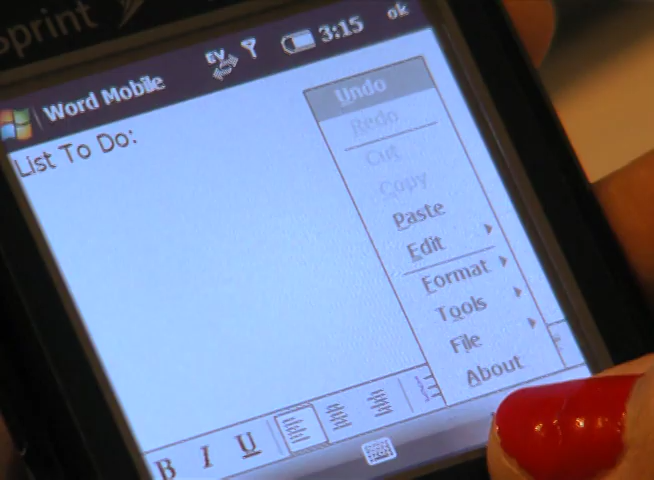 Sprint
Word Mobile EV 3:15 ok
List To Do:
Undo
Redo
Cut
Copy
Paste
Edit
Format
Tools
File
About
B I U